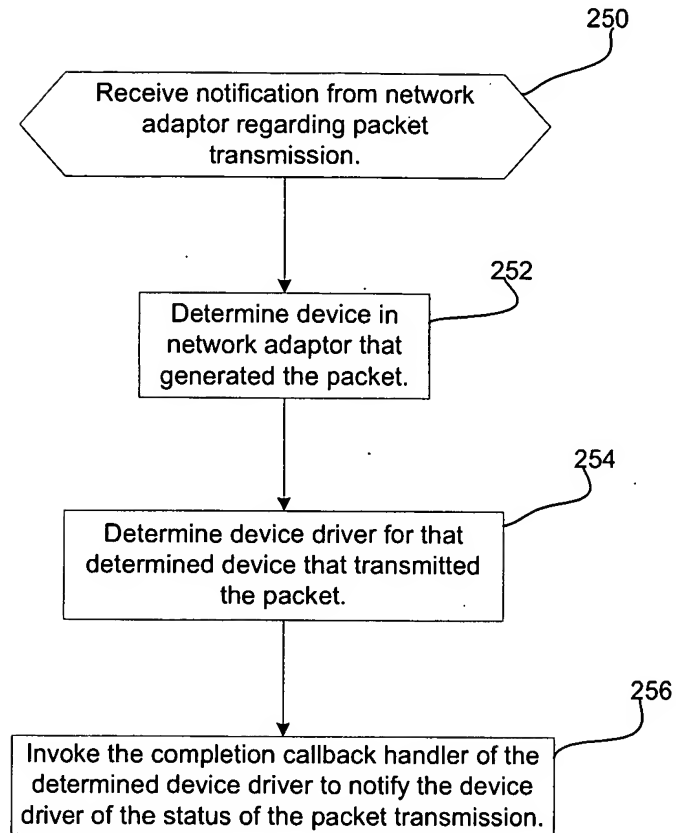 250
Receive notification from network
adaptor regarding packet
transmission.
252
Determine device in
network adaptor that
generated the packet.
254
Determine device driver for that
determined device that transmitted
the packet.
256
Invoke the completion callback handler of the
determined device driver to notify the device
driver of the status of the packet transmission.